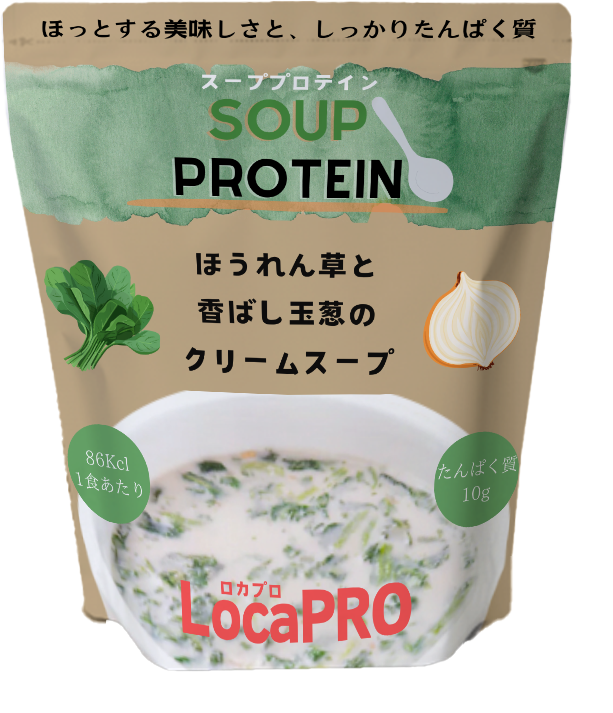 ほっとする美味しさと、しっかりたんぱく質
スーププロテイン
SOUP
PROTEIN
ほうれん草と
香ばし玉葱の
クリームスープ
86Kcl
1食あたり
たんぱく質
10g
ロカプロ
LocaPRO